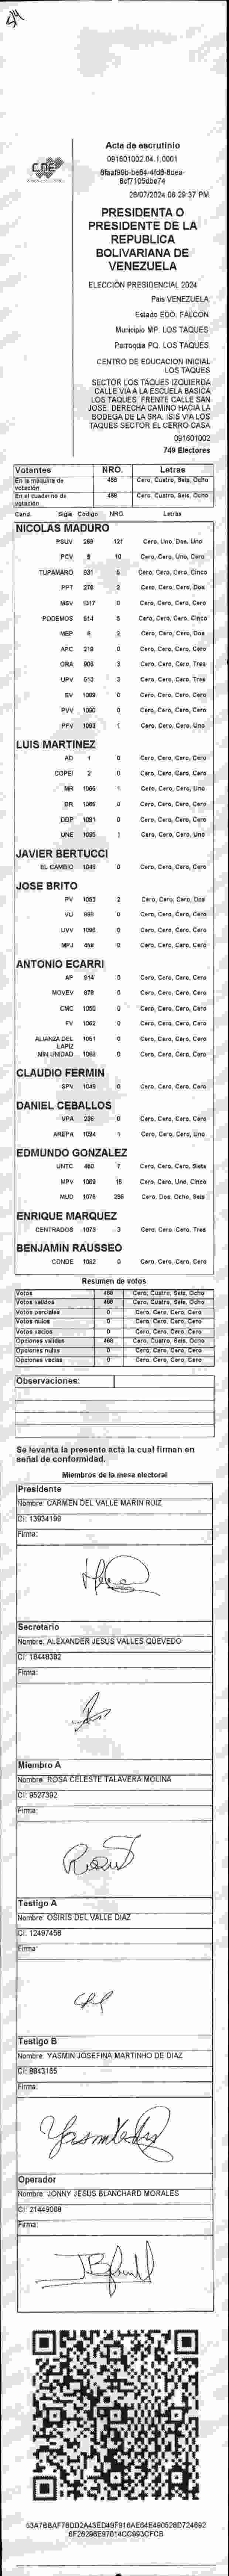 44
CNE
Acta de escrutinio
091601002.04.1.0001
8faaf99b-be64-4fd9-8dea-
8cf7105dbe74
28/07/2024 06:29:37 PM
PRESIDENTA O
PRESIDENTE DE LA
REPUBLICA
BOLIVARIANA DE
VENEZUELA
ELECCIÓN PRESIDENCIAL 2024
Pais VENEZUELA
Estado EDO. FALCON
Municipio MP. LOS TAQUES
Parroquia PQ. LOS TAQUES
CENTRO DE EDUCACION INICIAL
LOS TAQUES
SECTOR LOS TAQUES IZQUIERDA
CALLE VIA A LA ESCUELA BASICA
LOS TAQUES. FRENTE CALLE SAN
JOSE. DERECHA CAMINO HACIA LA
BODEGA DE LA SRA. ISIS VIA LOS
TAQUES SECTOR EL CERRO CASA
091601002
749 Electores
Votantes NRO. Letras
En la máquina de votación 468 Cero, Cuatro, Seis, Ocho
En el cuaderno de votación 468 Cero, Cuatro, Seis, Ocho
Cand. Sigla Código NRO. Letras
NICOLAS MADURO
PSUV 269 121 Cero, Uno, Dos, Uno
PCV 9 10 Cero, Cero, Uno, Cero
TUPAMARO 931 5 Cero, Cero, Cero, Cinco
PPT 276 2 Cero, Cero, Cero, Dos
MSV 1017 0 Cero, Cero, Cero, Cero
PODEMOS 614 5 Cero, Cero, Cero, Cinco
MEP 6 2 Cero, Cero, Cero, Dos
APC 219 0 Cero, Cero, Cero, Cero
ORA 906 3 Cero, Cero, Cero, Tres
UPV 613 3 Cero, Cero, Cero, Tres
EV 1089 0 Cero, Cero, Cero, Cero
PVV 1090 0 Cero, Cero, Cero, Cero
PFV 1093 1 Cero, Cero, Cero, Uno
LUIS MARTINEZ
AD 1 0 Cero, Cero, Cero, Cero
COPEI 2 0 Cero, Cero, Cero, Cero
MR 1065 1 Cero, Cero, Cero, Uno
BR 1066 0 Cero, Cero, Cero, Cero
DDP 1091 0 Cero, Cero, Cero, Cero
UNE 1095 1 Cero, Cero, Cero, Uno
JAVIER BERTUCCI
EL CAMBIO 1048 0 Cero, Cero, Cero, Cero
JOSE BRITO
PV 1053 2 Cero, Cero, Cero, Dos
VU 888 0 Cero, Cero, Cero, Cero
UVV 1096 0 Cero, Cero, Cero, Cero
MPJ 458 0 Cero, Cero, Cero, Cero
ANTONIO ECARRI
AP 914 0 Cero, Cero, Cero, Cero
MOVEV 979 0 Cero, Cero, Cero, Cero
CMC 1050 0 Cero, Cero, Cero, Cero
FV 1062 0 Cero, Cero, Cero, Cero
ALIANZA DEL LAPIZ 1051 0 Cero, Cero, Cero, Cero
MIN UNIDAD 1068 0 Cero, Cero, Cero, Cero
CLAUDIO FERMIN
SPV 1049 0 Cero, Cero, Cero, Cero
DANIEL CEBALLOS
VPA 236 0 Cero, Cero, Cero, Cero
AREPA 1094 1 Cero, Cero, Cero, Uno
EDMUNDO GONZALEZ
UNTC 460 7 Cero, Cero, Cero, Siete
MPV 1069 15 Cero, Cero, Uno, Cinco
MUD 1078 286 Cero, Dos, Ocho, Seis
ENRIQUE MARQUEZ
CENTRADOS 1073 3 Cero, Cero, Cero, Tres
BENJAMIN RAUSSEO
CONDE 1082 0 Cero, Cero, Cero, Cero
Resumen de votos
Votos 468 Cero, Cuatro, Seis, Ocho
Votos validos 468 Cero, Cuatro, Seis, Ocho
Votos parciales 0 Cero, Cero, Cero, Cero
Votos nulos 0 Cero, Cero, Cero, Cero
Votos vacios 0 Cero, Cero, Cero, Cero
Opciones validas 468 Cero, Cuatro, Seis, Ocho
Opciones nulas 0 Cero, Cero, Cero, Cero
Opciones vacias 0 Cero, Cero, Cero, Cero
Observaciones:
Se levanta la presente acta la cual firman en
señal de conformidad.
Miembros de la mesa electoral
Presidente
Nombre: CARMEN DEL VALLE MARIN RUIZ
CI: 13934199
Firma:
Secretario
Nombre: ALEXANDER JESUS VALLES QUEVEDO
CI: 18448382
Firma:
Miembro A
Nombre: ROSA CELESTE TALAVERA MOLINA
CI: 9527392
Firma:
Testigo A
Nombre: OSIRIS DEL VALLE DIAZ
CI: 12497456
Firma:
Testigo B
Nombre: YASMIN JOSEFINA MARTINHO DE DIAZ
CI: 8843165
Firma:
Operador
Nombre: JONNY JESUS BLANCHARD MORALES
CI: 21449008
Firma: